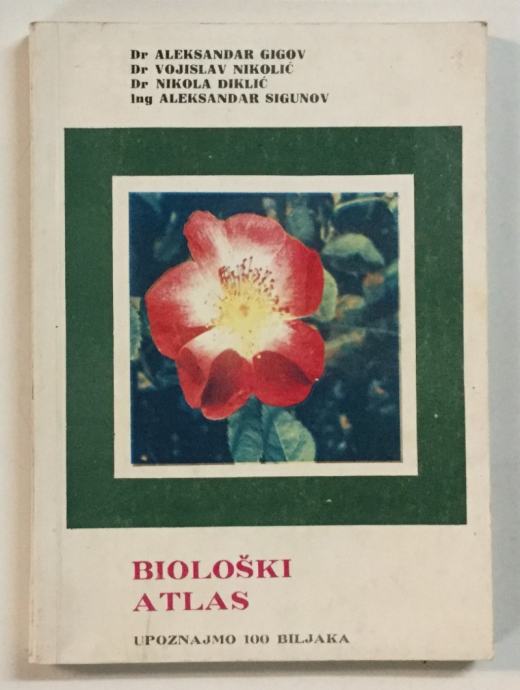 Dr ALEKSANDAR GIGOV
Dr VOJISLAV NIKOLIĆ
Dr NIKOLA DIKLIĆ
Ing ALEKSANDAR SIGUNOV
BIOLOŠKI
ATLAS
UPOZNAJMO 100 BILJAKA